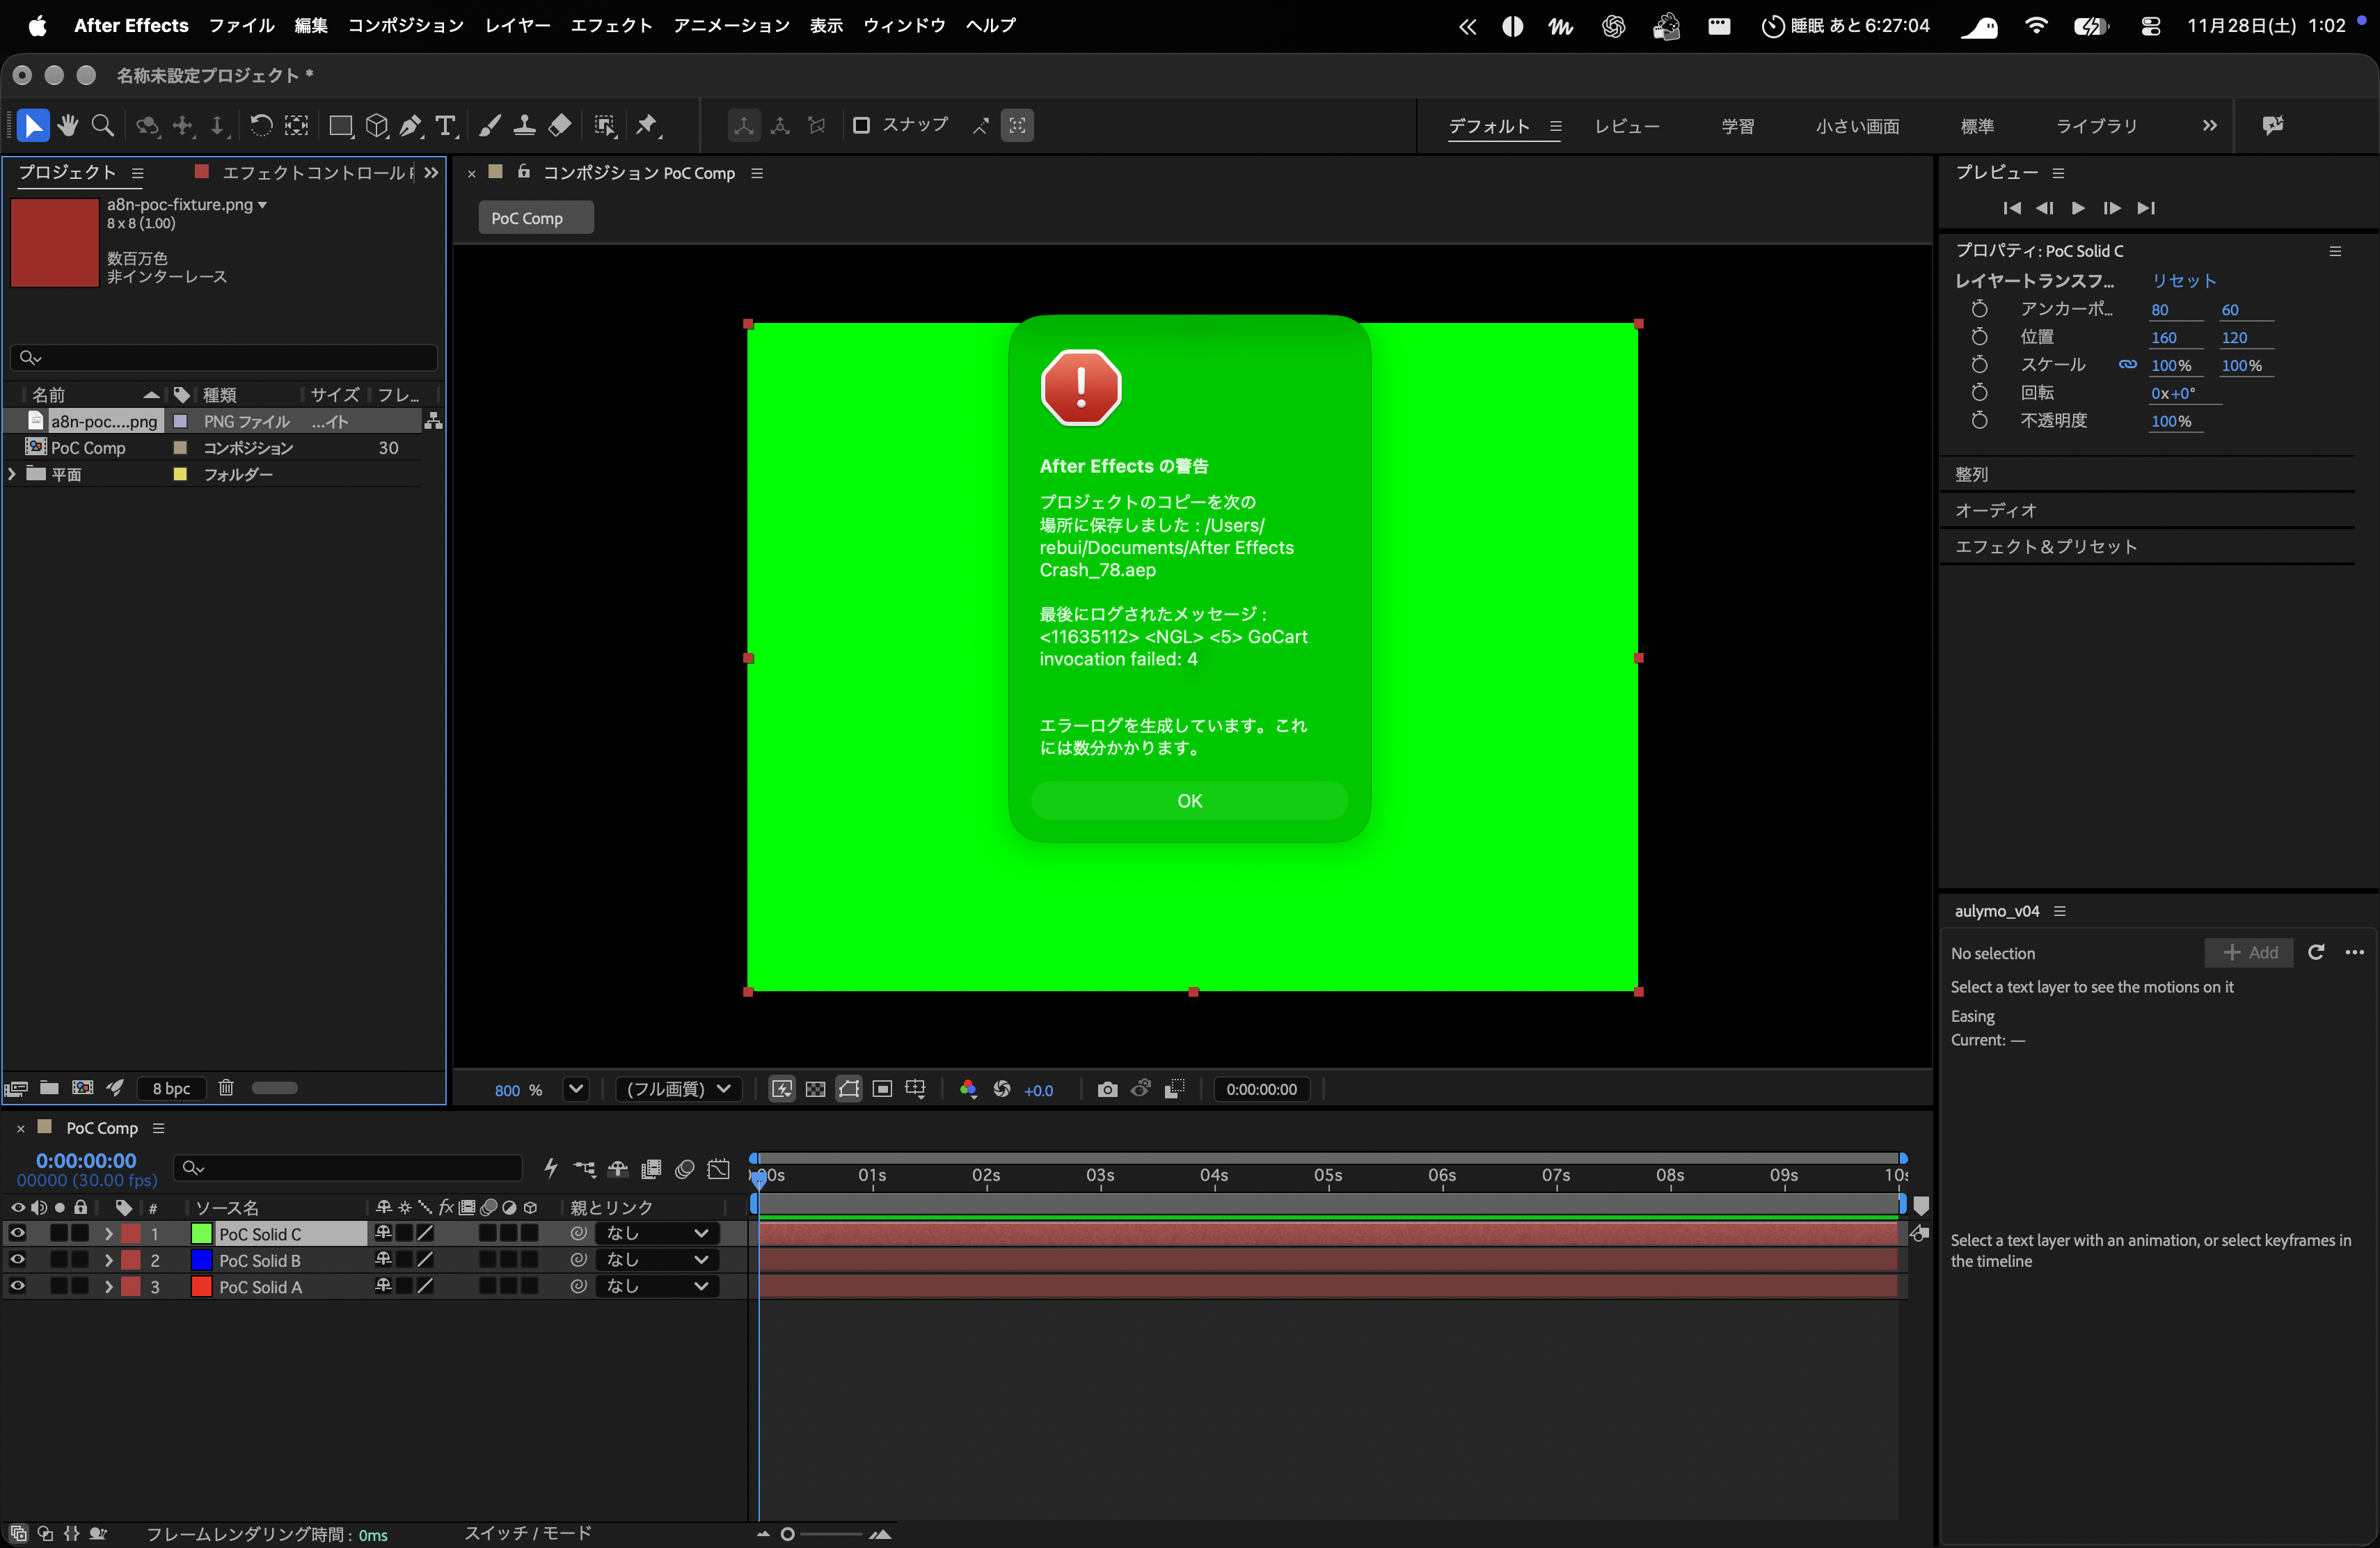 After Effects ファイル 編集 コンポジション レイヤー エフェクト アニメーション 表示 ウィンドウ ヘルプ 睡眠 あと6:27:04 11月28日(土) 1:02
名称未設定プロジェクト *
スナップ デフォルト レビュー 学習 小さい画面 標準 ライブラリ
プロジェクト エフェクトコントロール
a8n-poc-fixture.png
8 x 8 (1.00)
数百万色
非インターレース
名前 種類 サイズ フレ...
a8n-poc....png PNG ファイル ...イト
PoC Comp コンポジション 30
平面 フォルダー
8 bpc
コンポジション PoC Comp
PoC Comp
After Effects の警告
プロジェクトのコピーを次の
場所に保存しました : /Users/
rebui/Documents/After Effects
Crash_78.aep
最後にログされたメッセージ :
<11635112> <NGL> <5> GoCart
invocation failed: 4
エラーログを生成しています。これ
には数分かかります。
OK
800 % (フル画質) +0.0 0:00:00:00
プレビュー
プロパティ: PoC Solid C
レイヤートランスフ... リセット
アンカーポ... 80 60
位置 160 120
スケール 100% 100%
回転 0x+0°
不透明度 100%
整列
オーディオ
エフェクト＆プリセット
aulymo_v04
No selection Add
Select a text layer to see the motions on it
Easing
Current: —
Select a text layer with an animation, or select keyframes in
the timeline
PoC Comp
0:00:00:00
00000 (30.00 fps)
00s 01s 02s 03s 04s 05s 06s 07s 08s 09s 10s
# ソース名 fx 親とリンク
1 PoC Solid C なし
2 PoC Solid B なし
3 PoC Solid A なし
フレームレンダリング時間 : 0ms スイッチ / モード